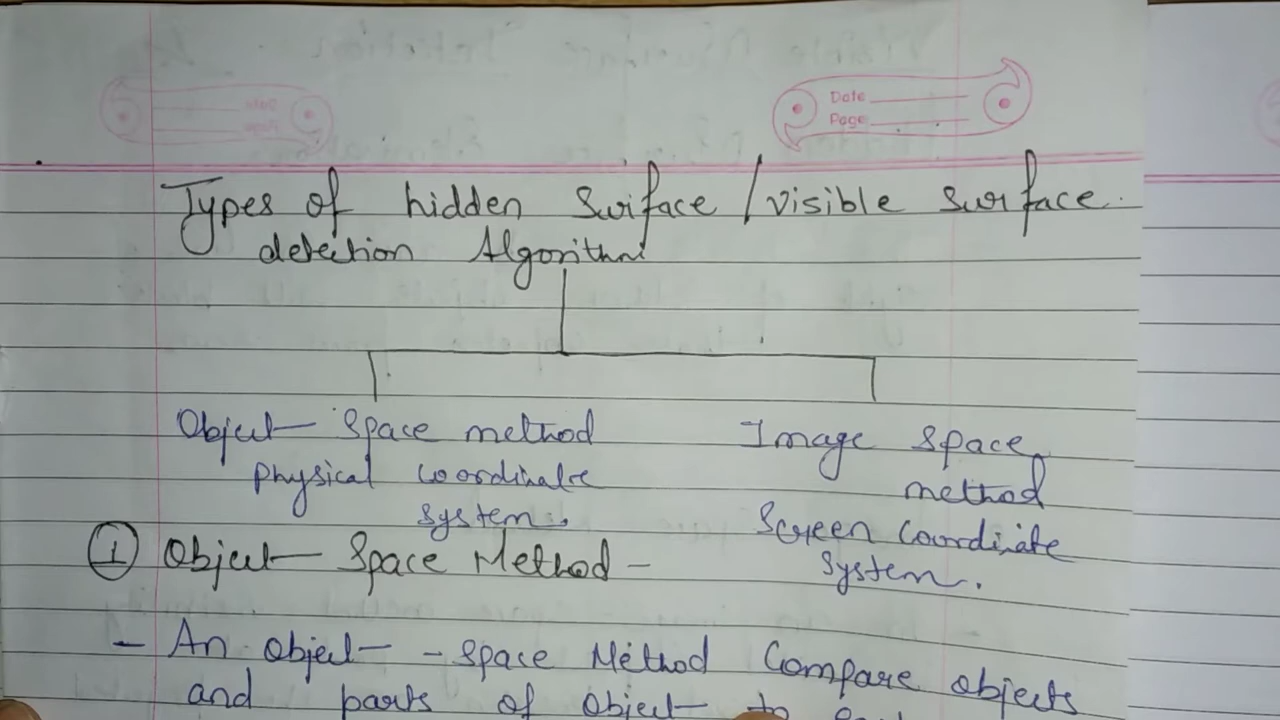 Date
Page
Types of hidden Surface / visible surface.
detection Algorithm
Object Space method
physical coordinate
system.
Image space
method
Screen Coordinate
System.
① Object Space Method -
- An object - space Method Compare objects
and parts of object to